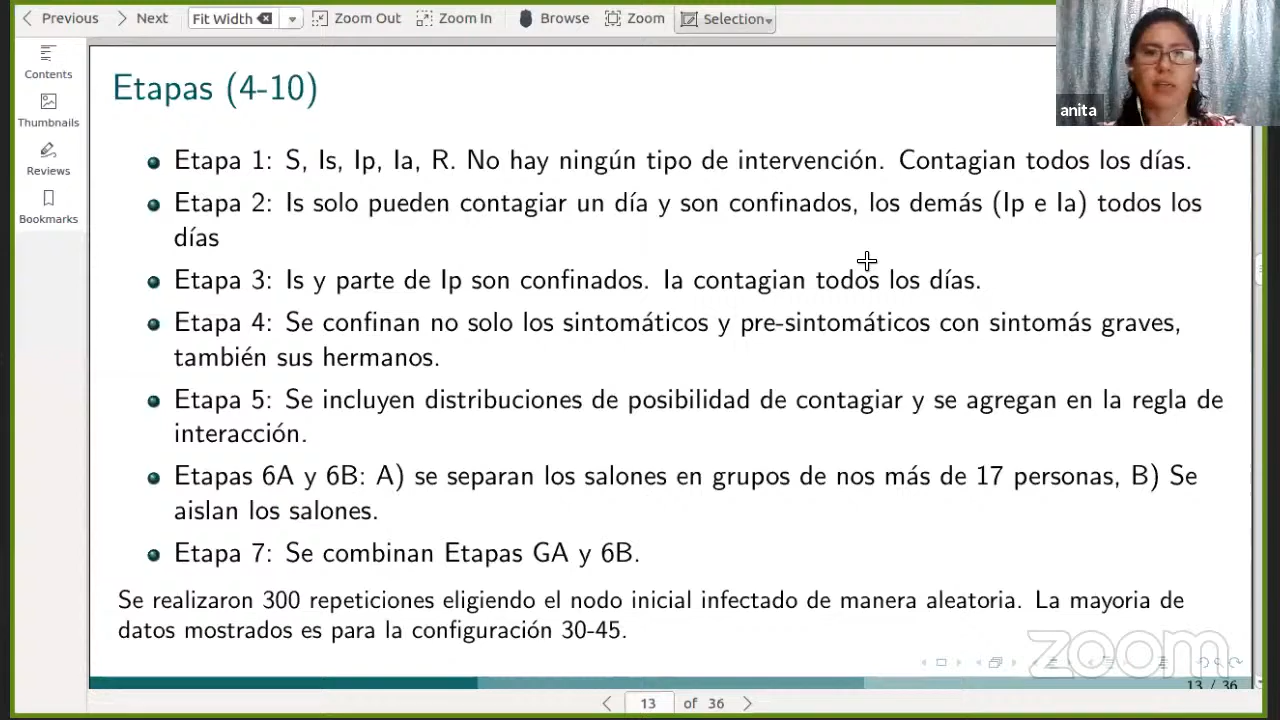 Previous Next Fit Width Zoom Out Zoom In Browse Zoom Selection
Contents
Thumbnails
Reviews
Bookmarks
anita
Etapas (4-10)
Etapa 1: S, Is, Ip, Ia, R. No hay ningún tipo de intervención. Contagian todos los días.
Etapa 2: Is solo pueden contagiar un día y son confinados, los demás (Ip e Ia) todos los
días
Etapa 3: Is y parte de Ip son confinados. Ia contagian todos los días.
Etapa 4: Se confinan no solo los sintomáticos y pre-sintomáticos con sintomás graves,
también sus hermanos.
Etapa 5: Se incluyen distribuciones de posibilidad de contagiar y se agregan en la regla de
interacción.
Etapas 6A y 6B: A) se separan los salones en grupos de nos más de 17 personas, B) Se
aislan los salones.
Etapa 7: Se combinan Etapas GA y 6B.
Se realizaron 300 repeticiones eligiendo el nodo inicial infectado de manera aleatoria. La mayoria de
datos mostrados es para la configuración 30-45.
zoom
13 / 36
13 of 36